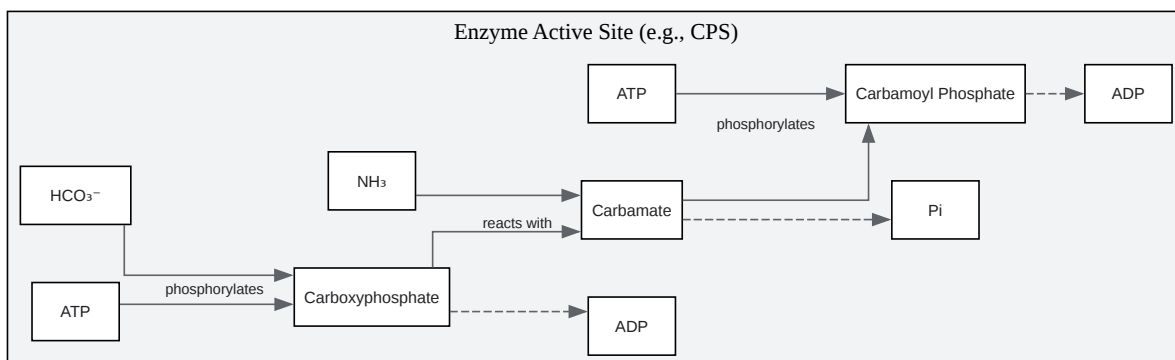 Enzyme Active Site (e.g., CPS)
ATP
Carbamoyl Phosphate
ADP
phosphorylates
HCO₃⁻
NH₃
Carbamate
Pi
reacts with
phosphorylates
Carboxyphosphate
ATP
ADP